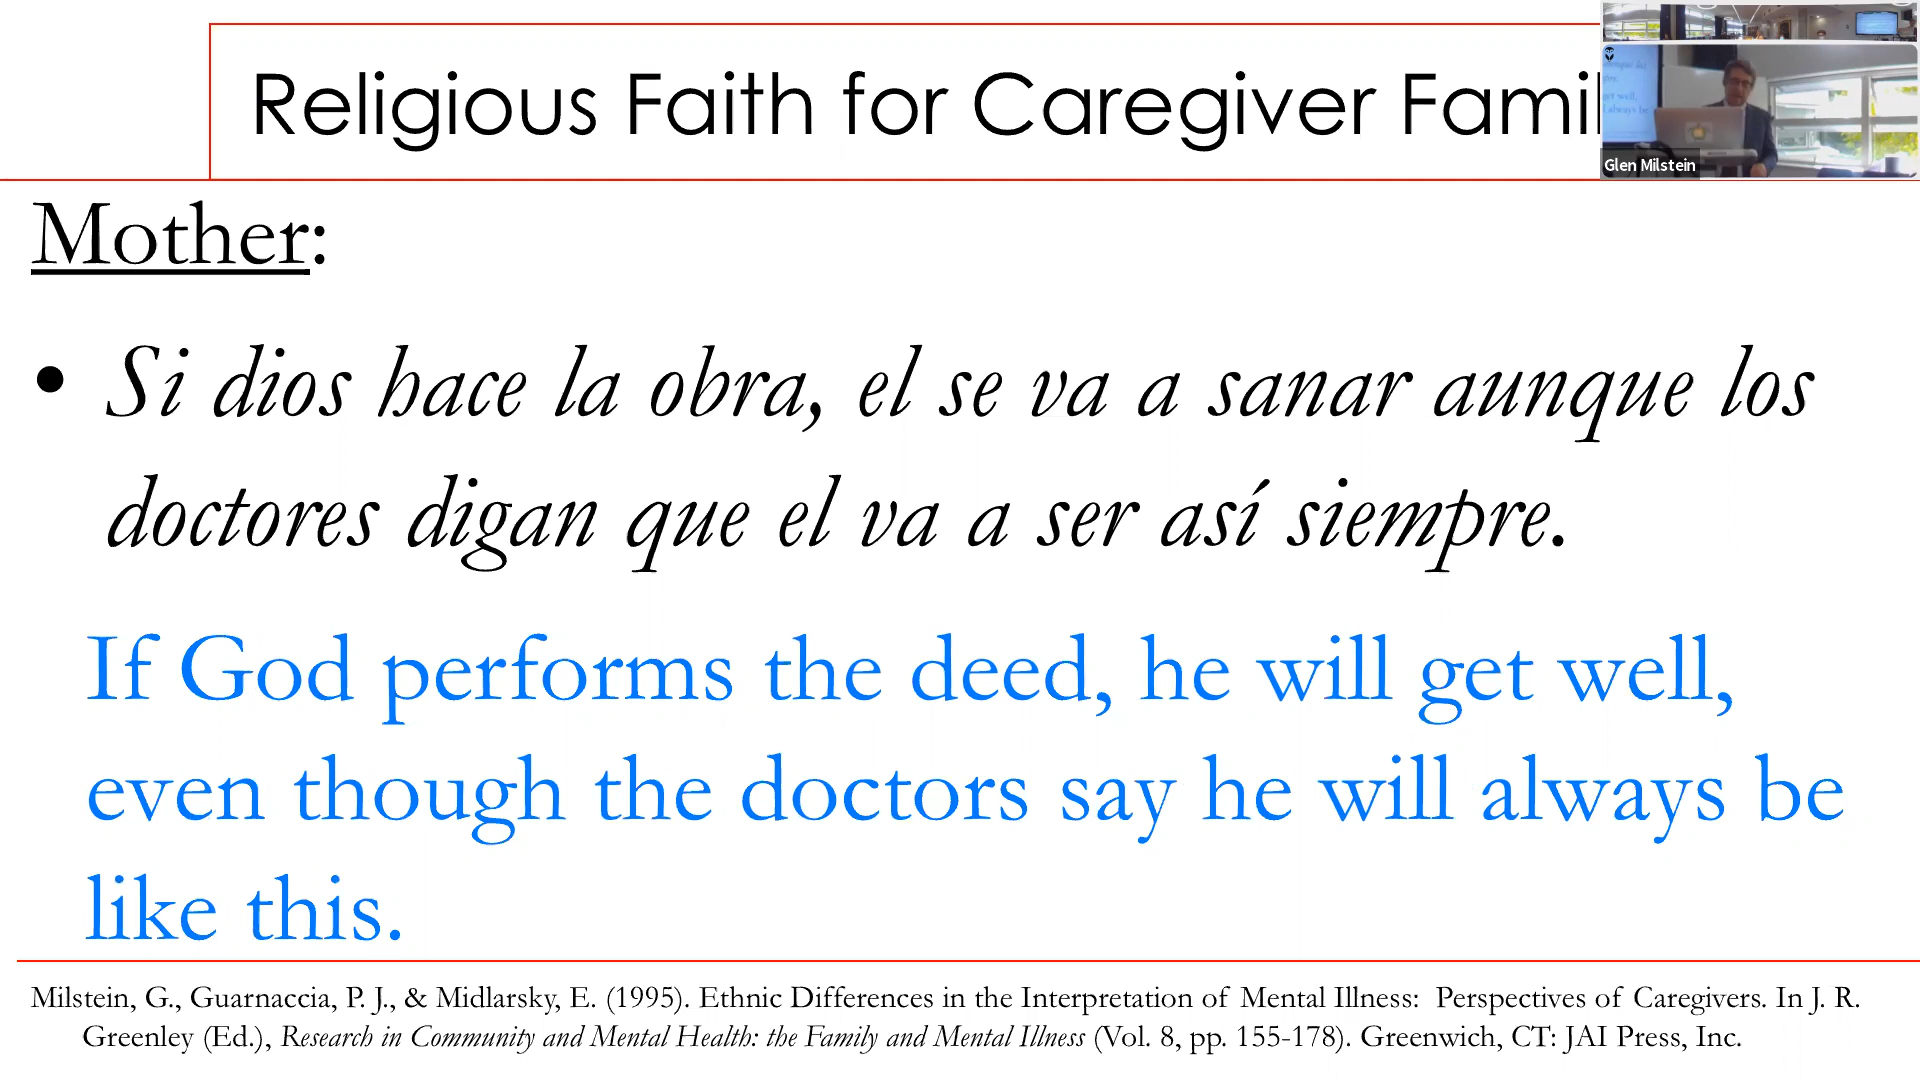 Religious Faith for Caregiver Famil
Glen Milstein
Mother:
• Si dios hace la obra, el se va a sanar aunque los
doctores digan que el va a ser así siempre.
If God performs the deed, he will get well,
even though the doctors say he will always be
like this.
Milstein, G., Guarnaccia, P. J., & Midlarsky, E. (1995). Ethnic Differences in the Interpretation of Mental Illness: Perspectives of Caregivers. In J. R.
Greenley (Ed.), Research in Community and Mental Health: the Family and Mental Illness (Vol. 8, pp. 155-178). Greenwich, CT: JAI Press, Inc.